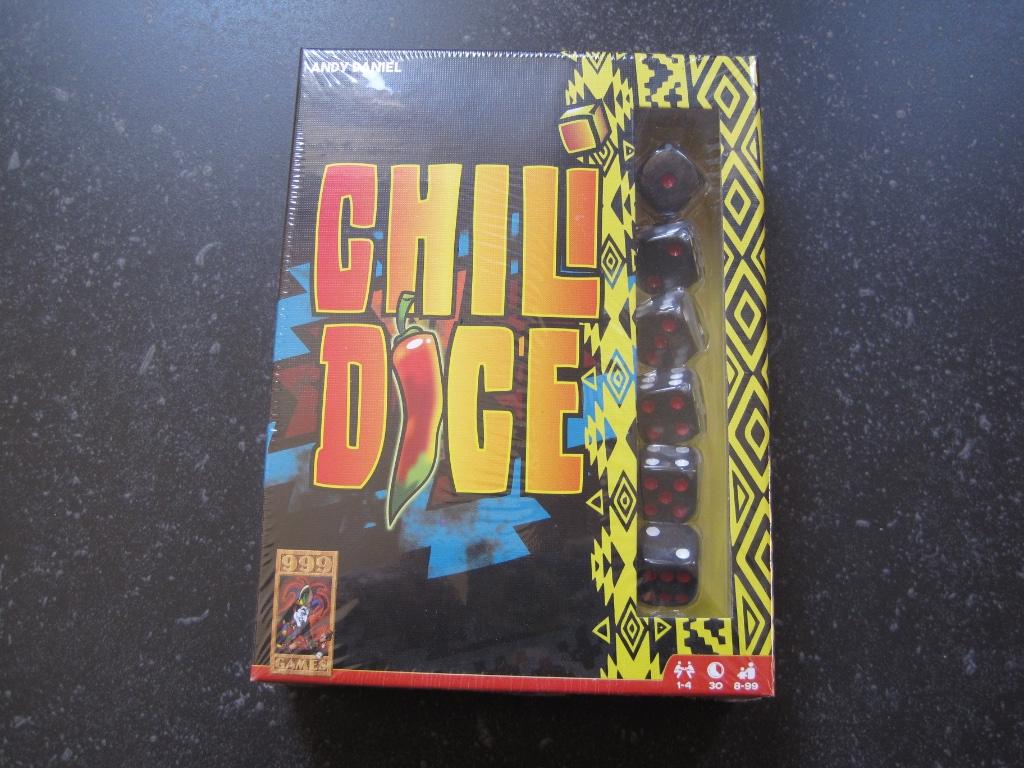 ANDY DANIEL
CHILI
DICE
999
GAMES
1-4 30 8-99